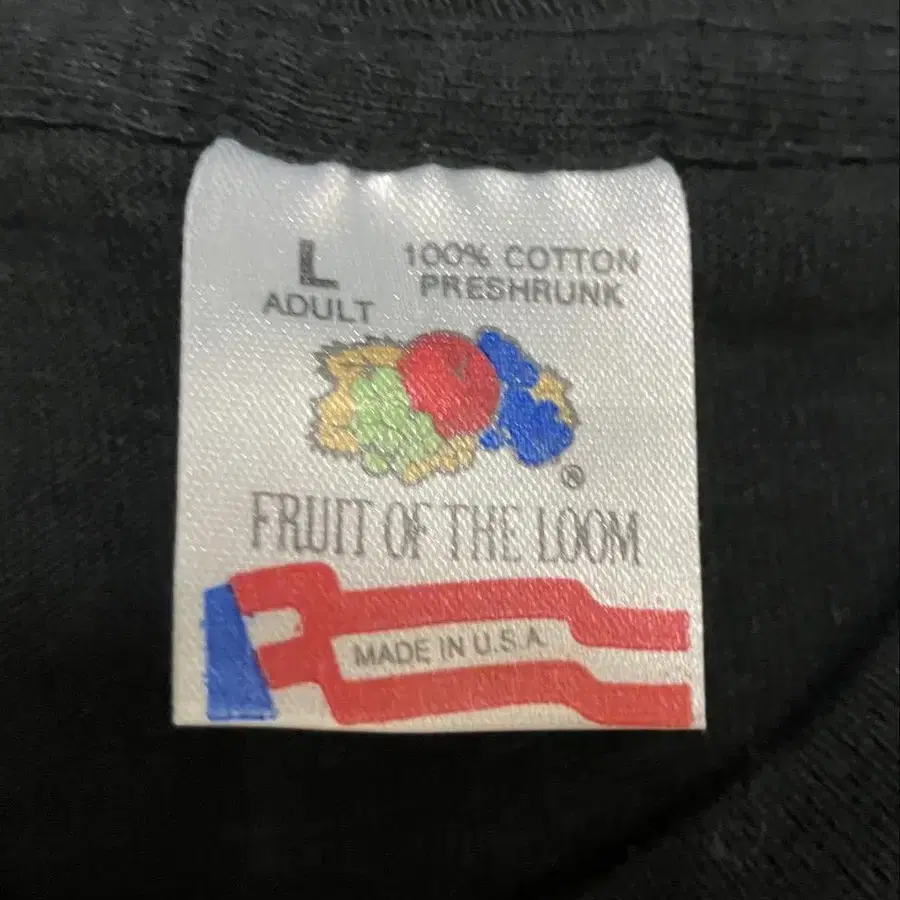 L
ADULT
100% COTTON
PRESHRUNK
®
FRUIT OF THE LOOM
MADE IN U.S.A.